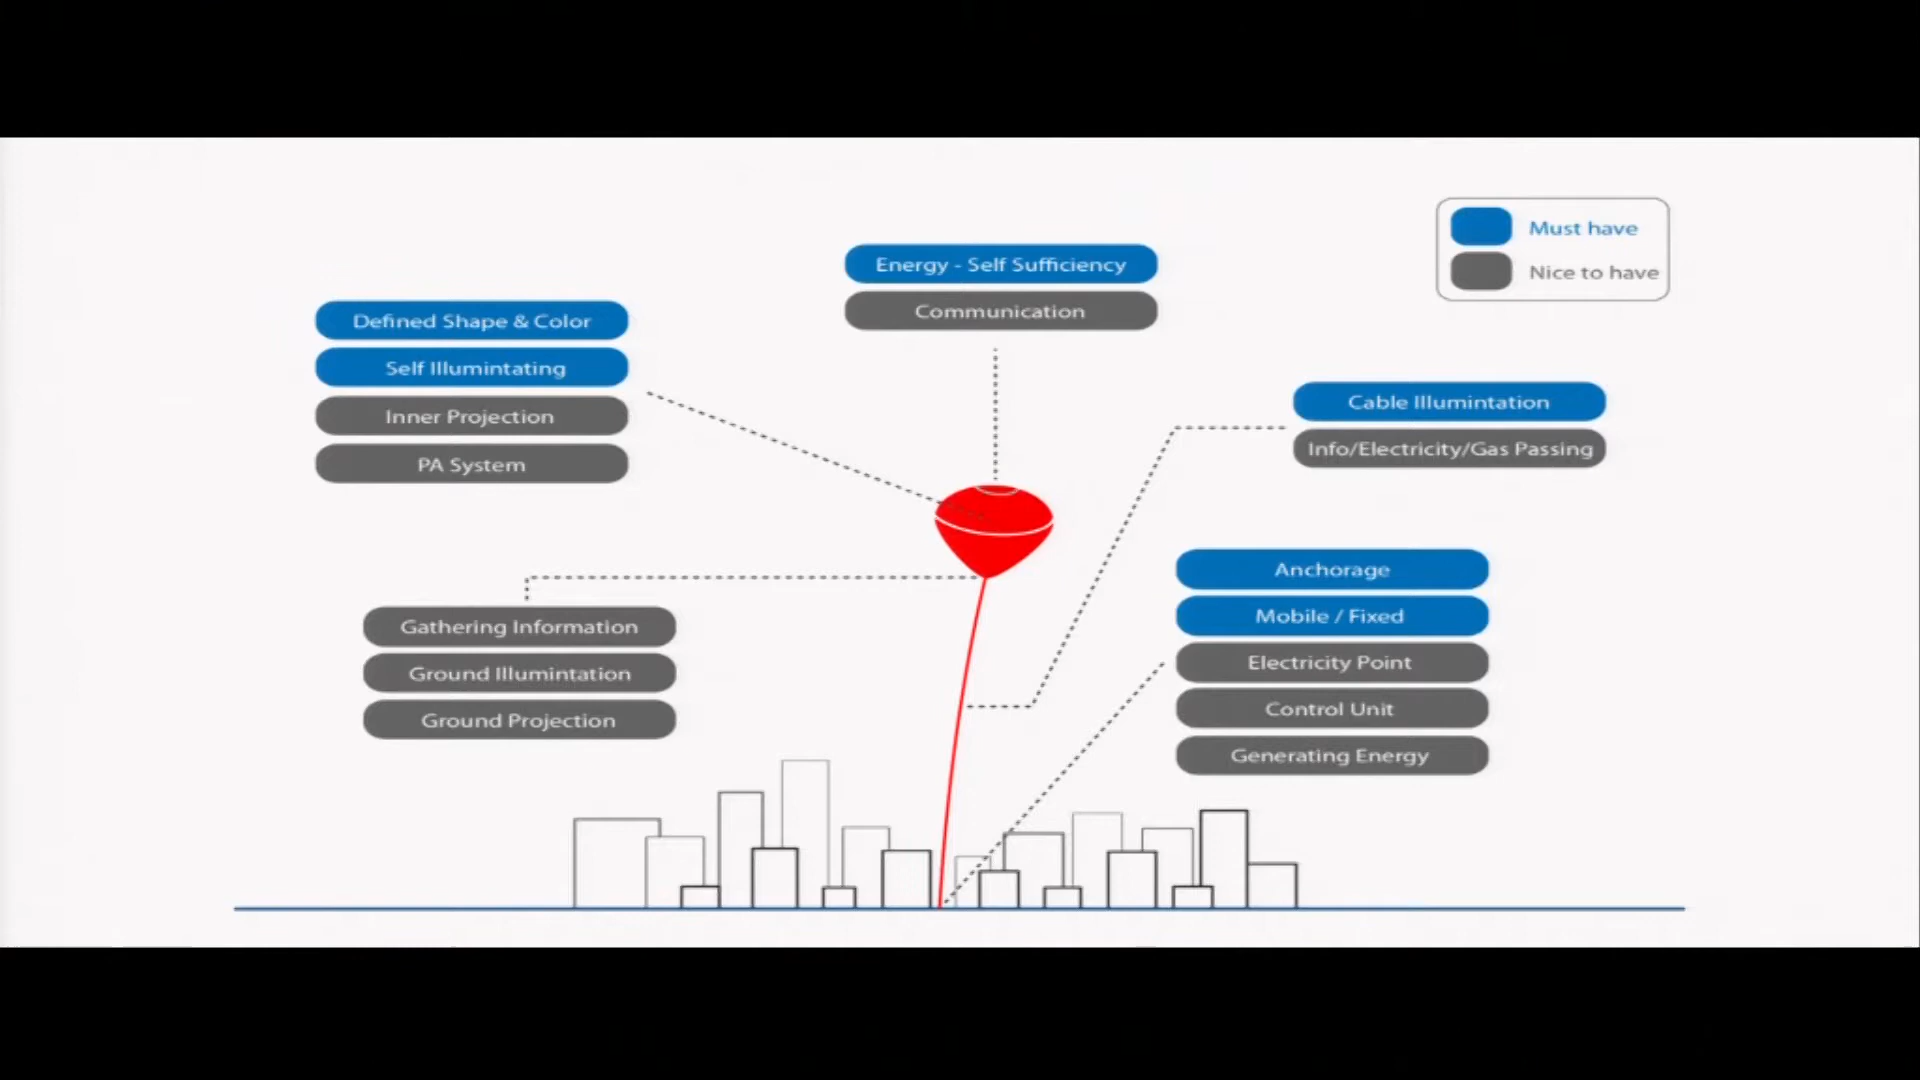 Must have
Nice to have
Energy - Self Sufficiency
Communication
Defined Shape & Color
Self Illumintating
Inner Projection
PA System
Cable Illumintation
Info/Electricity/Gas Passing
Anchorage
Mobile / Fixed
Electricity Point
Control Unit
Generating Energy
Gathering Information
Ground Illumintation
Ground Projection